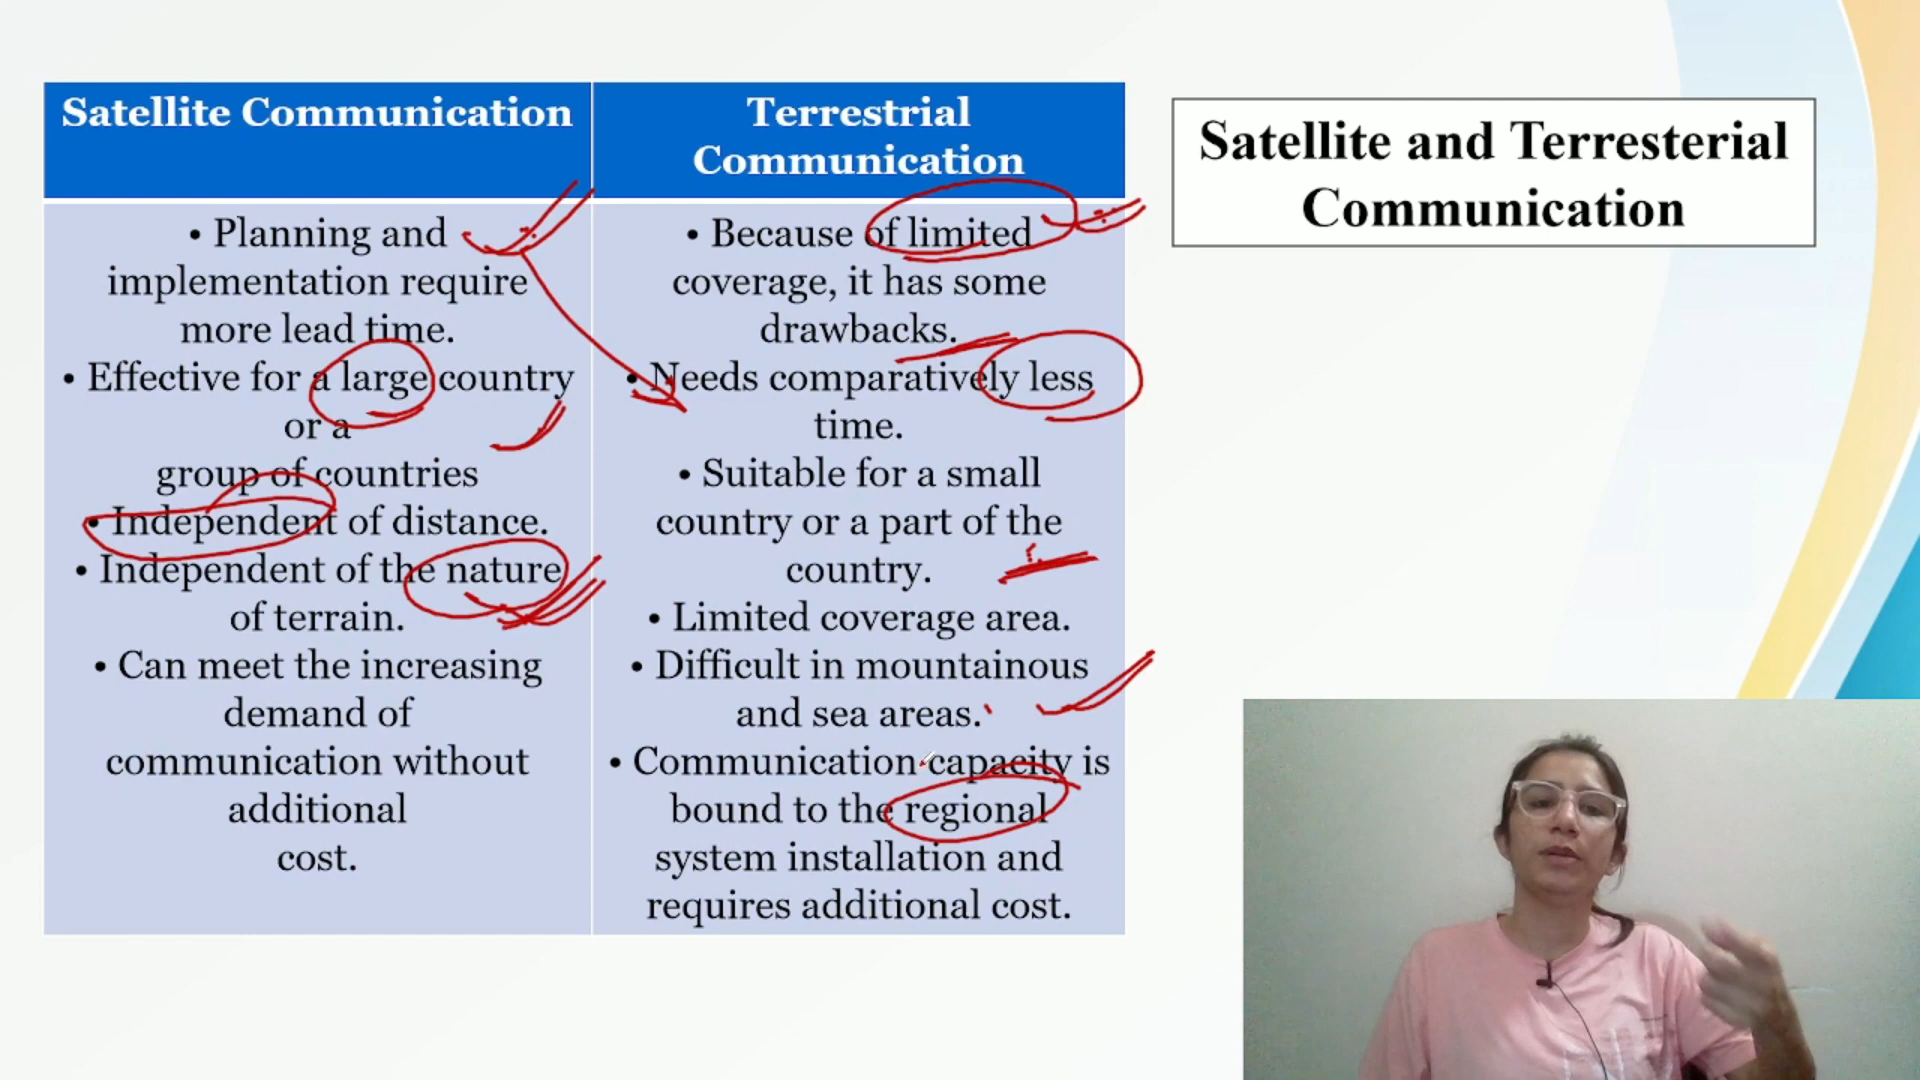 Satellite Communication
Terrestrial
Communication
• Planning and
implementation require
more lead time.
• Effective for a large country
or a
group of countries
• Independent of distance.
• Independent of the nature
of terrain.
• Can meet the increasing
demand of
communication without
additional
cost.
• Because of limited
coverage, it has some
drawbacks.
• Needs comparatively less
time.
• Suitable for a small
country or a part of the
country.
• Limited coverage area.
• Difficult in mountainous
and sea areas.
• Communication capacity is
bound to the regional
system installation and
requires additional cost.
Satellite and Terresterial
Communication